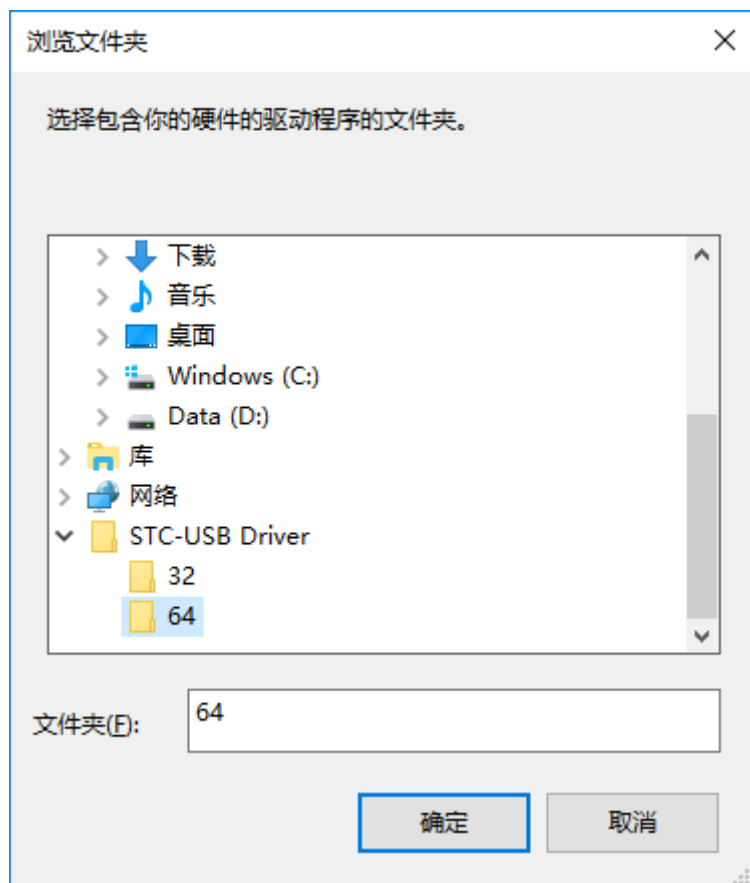 浏览文件夹
选择包含你的硬件的驱动程序的文件夹。
下载
音乐
桌面
Windows (C:)
Data (D:)
库
网络
STC-USB Driver
32
64
文件夹(F): 64
确定 取消